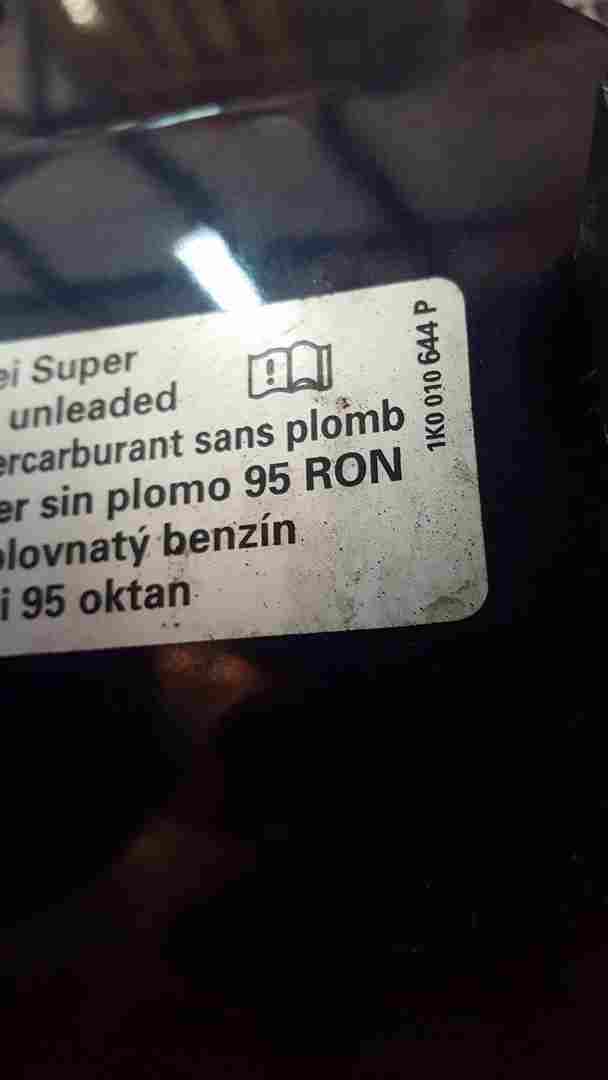 ei Super
unleaded
ercarburant sans plomb
er sin plomo 95 RON
olovnatý benzín
i 95 oktan
1K0 010 644 P